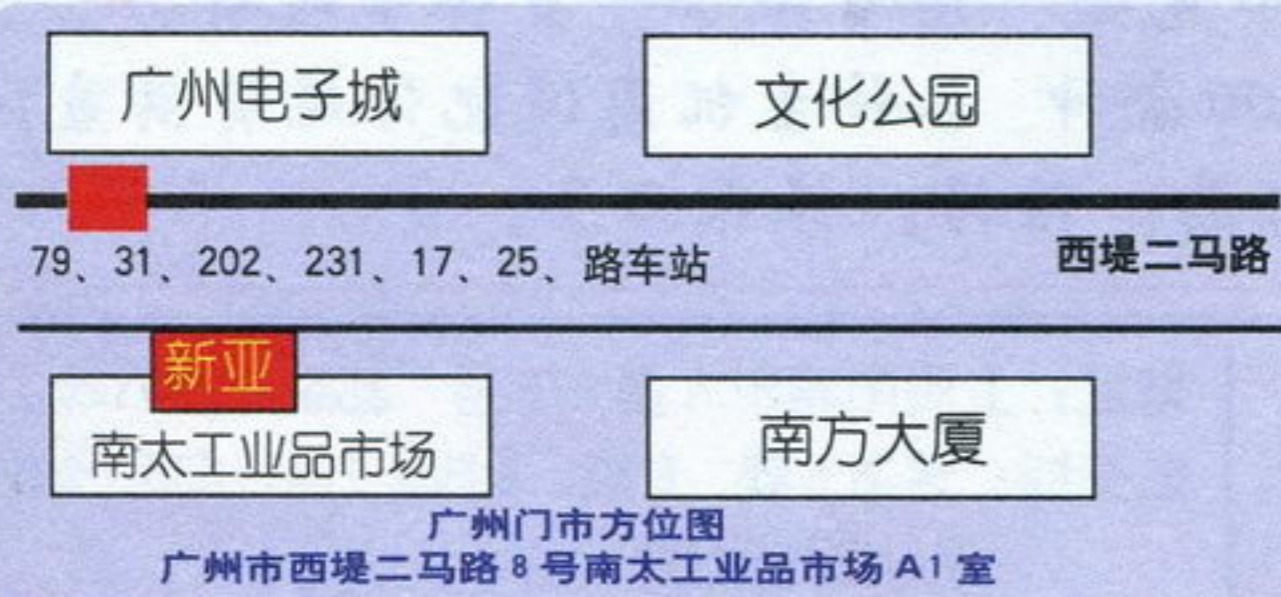 广州电子城
文化公园
79、31、202、231、17、25、路车站
西堤二马路
新亚
南太工业品市场
南方大厦
广州门市方位图
广州市西堤二马路8号南太工业品市场A1室